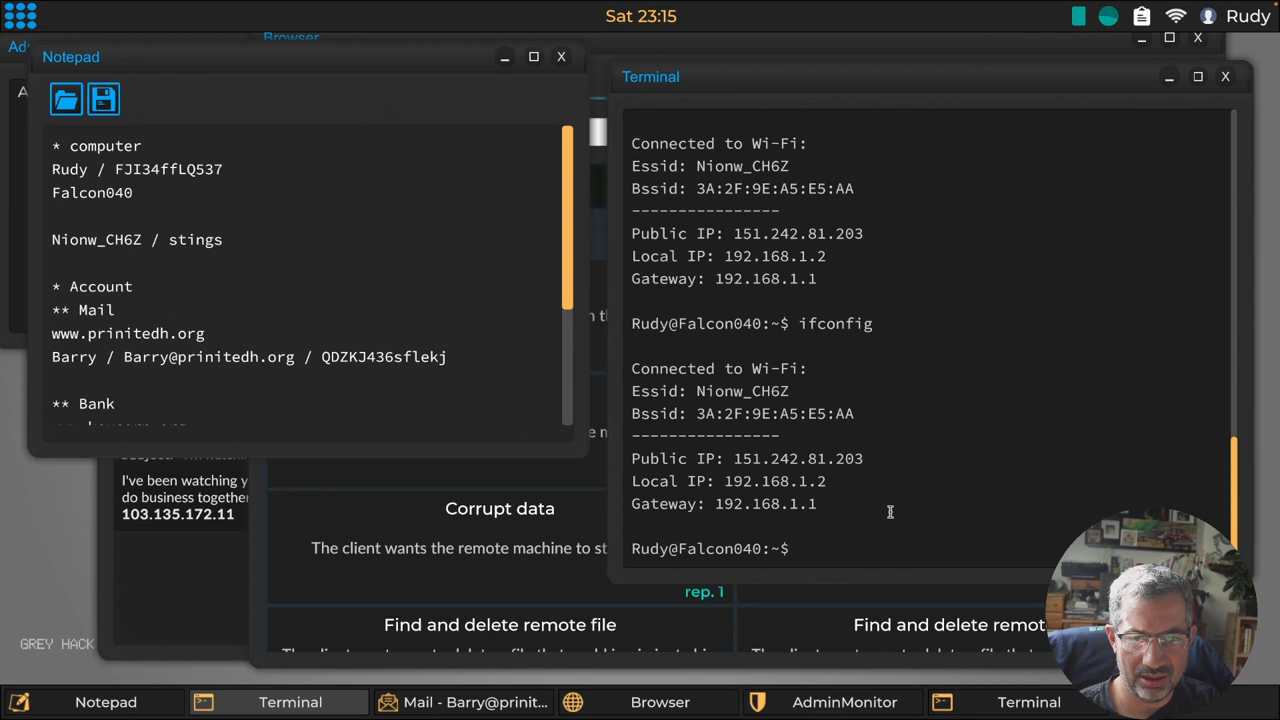 Sat 23:15
Rudy
Browser
Notepad
* computer
Rudy / FJI34ffLQ537
Falcon040
Nionw_CH6Z / stings
* Account
** Mail
www.prinitedh.org
Barry / Barry@prinitedh.org / QDZKJ436sflekj
** Bank
Terminal
Connected to Wi-Fi:
Essid: Nionw_CH6Z
Bssid: 3A:2F:9E:A5:E5:AA
----------------
Public IP: 151.242.81.203
Local IP: 192.168.1.2
Gateway: 192.168.1.1
Rudy@Falcon040:~$ ifconfig
Connected to Wi-Fi:
Essid: Nionw_CH6Z
Bssid: 3A:2F:9E:A5:E5:AA
----------------
Public IP: 151.242.81.203
Local IP: 192.168.1.2
Gateway: 192.168.1.1
Rudy@Falcon040:~$
I've been watching y
do business together
103.135.172.11
Corrupt data
The client wants the remote machine to st
rep. 1
Find and delete remote file
Find and delete remot
GREY HACK
Notepad
Terminal
Mail - Barry@prinit...
Browser
AdminMonitor
Terminal